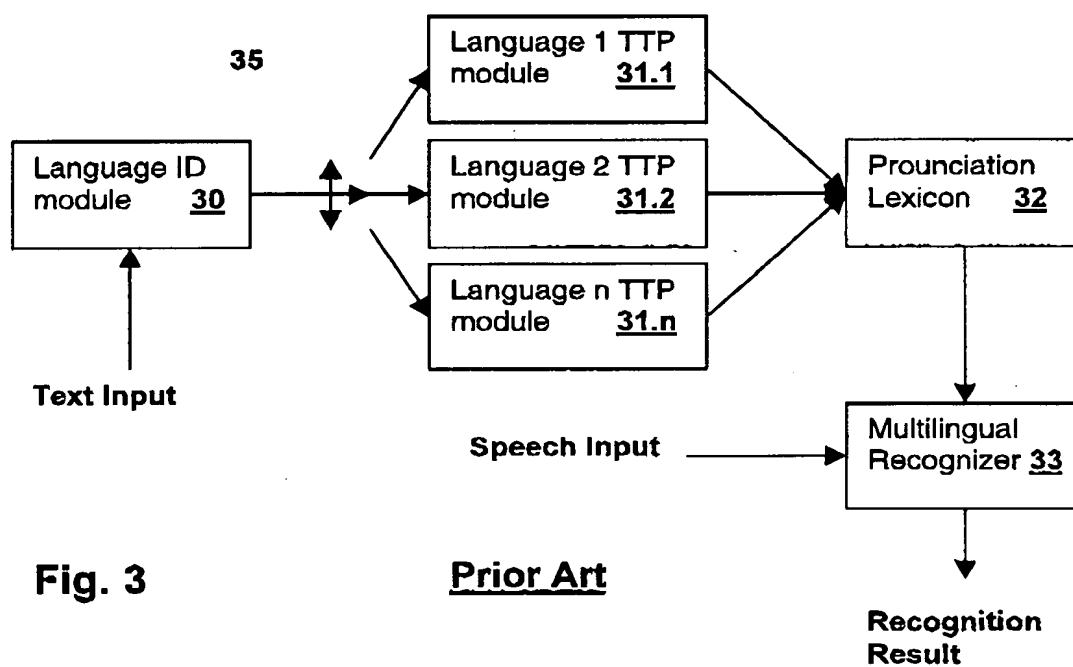 35
Language 1 TTP
module 31.1
Language ID
module 30
Language 2 TTP
module 31.2
Prounciation
Lexicon 32
Language n TTP
module 31.n
Text Input
Speech Input
Multilingual
Recognizer 33
Fig. 3
Prior Art
Recognition
Result